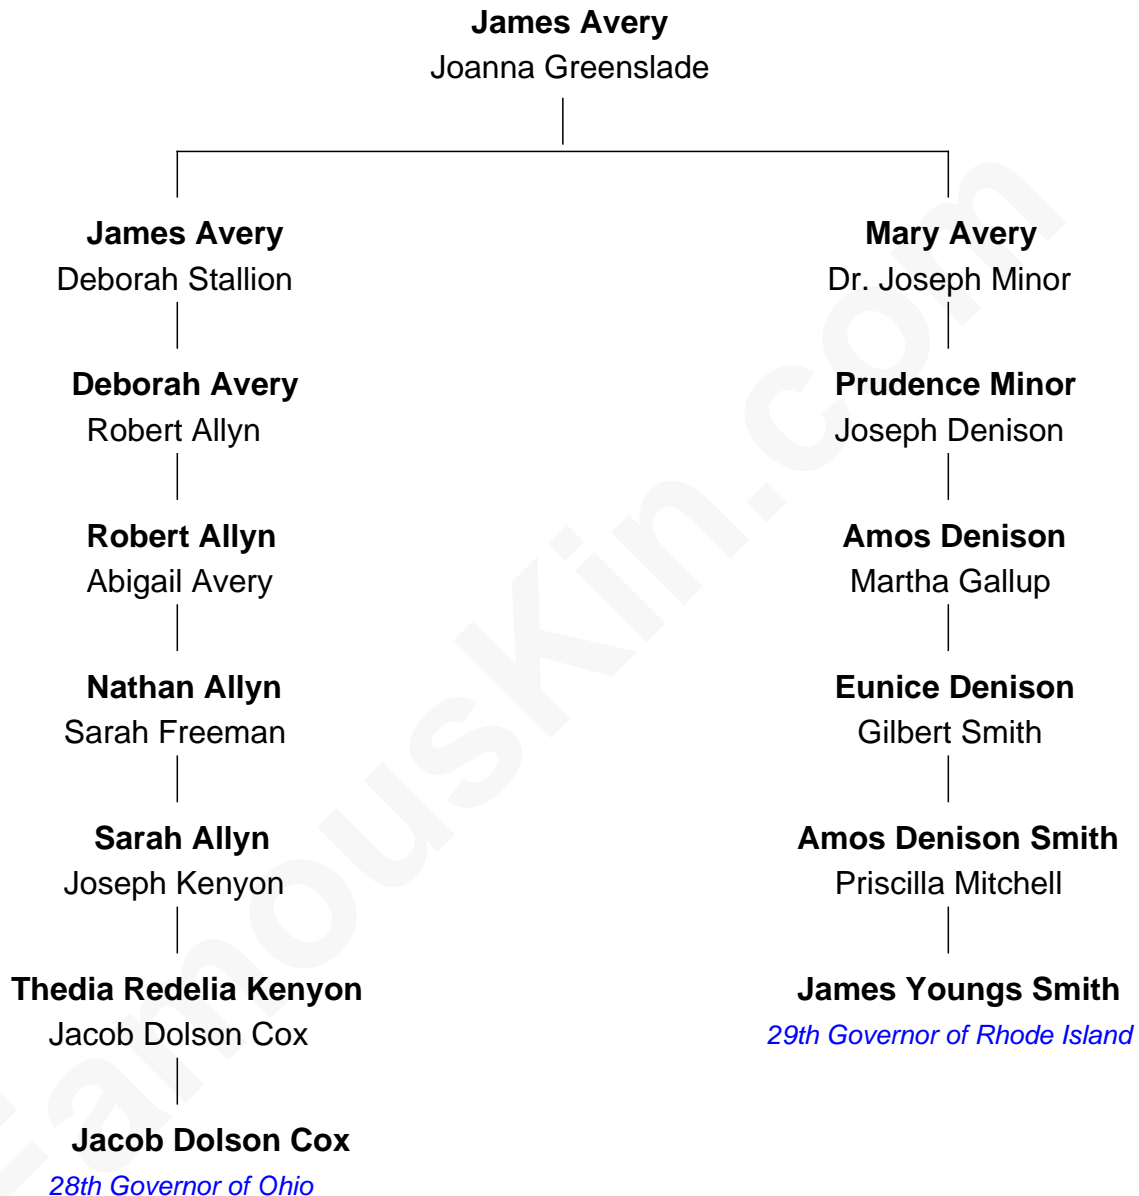 James Avery
Joanna Greenslade
James Avery
Deborah Stallion
Mary Avery
Dr. Joseph Minor
Deborah Avery
Robert Allyn
Prudence Minor
Joseph Denison
Robert Allyn
Abigail Avery
Amos Denison
Martha Gallup
Nathan Allyn
Sarah Freeman
Eunice Denison
Gilbert Smith
Sarah Allyn
Joseph Kenyon
Amos Denison Smith
Priscilla Mitchell
Thedia Redelia Kenyon
Jacob Dolson Cox
James Youngs Smith
29th Governor of Rhode Island
Jacob Dolson Cox
28th Governor of Ohio
FamousKin.com